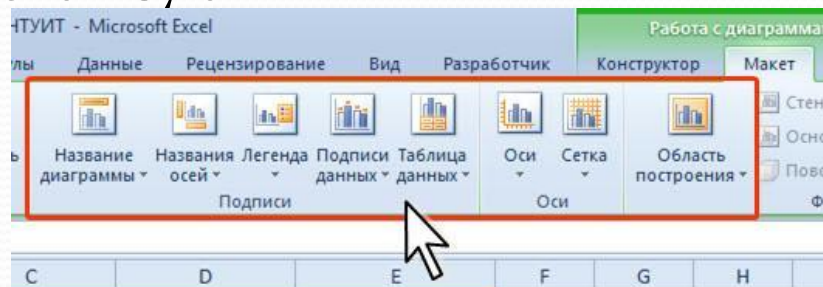 НТУИТ - Microsoft Excel
Работа с диаграмма
лы Данные Рецензирование Вид Разработчик Конструктор Макет
Название диаграммы
Названия осей
Легенда
Подписи данных
Таблица данных
Подписи
Оси
Сетка
Оси
Область построения
Стен
Осно
Пово
Ф
C D E F G H